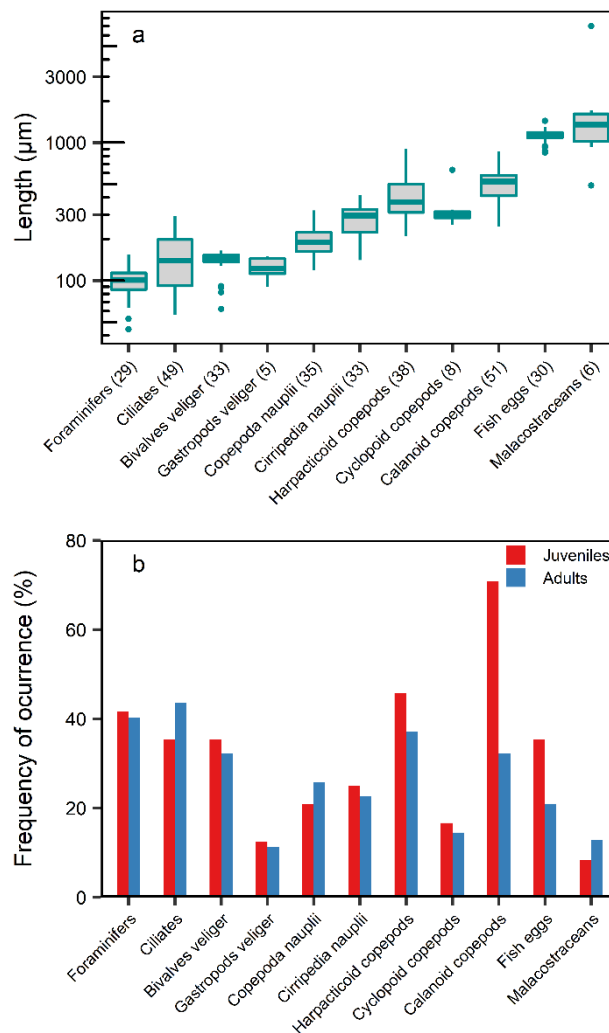 a
Length (µm)
3000
1000
300
100
Foraminifers (29)
Ciliates (49)
Bivalves veliger (33)
Gastropods veliger (5)
Copepoda nauplii (35)
Cirripedia nauplii (33)
Harpacticoid copepods (38)
Cyclopoid copepods (8)
Calanoid copepods (51)
Fish eggs (30)
Malacostraceans (6)
b
Juveniles
Adults
Frequency of ocurrence (%)
80
60
40
20
0
Foraminifers
Ciliates
Bivalves veliger
Gastropods veliger
Copepoda nauplii
Cirripedia nauplii
Harpacticoid copepods
Cyclopoid copepods
Calanoid copepods
Fish eggs
Malacostraceans